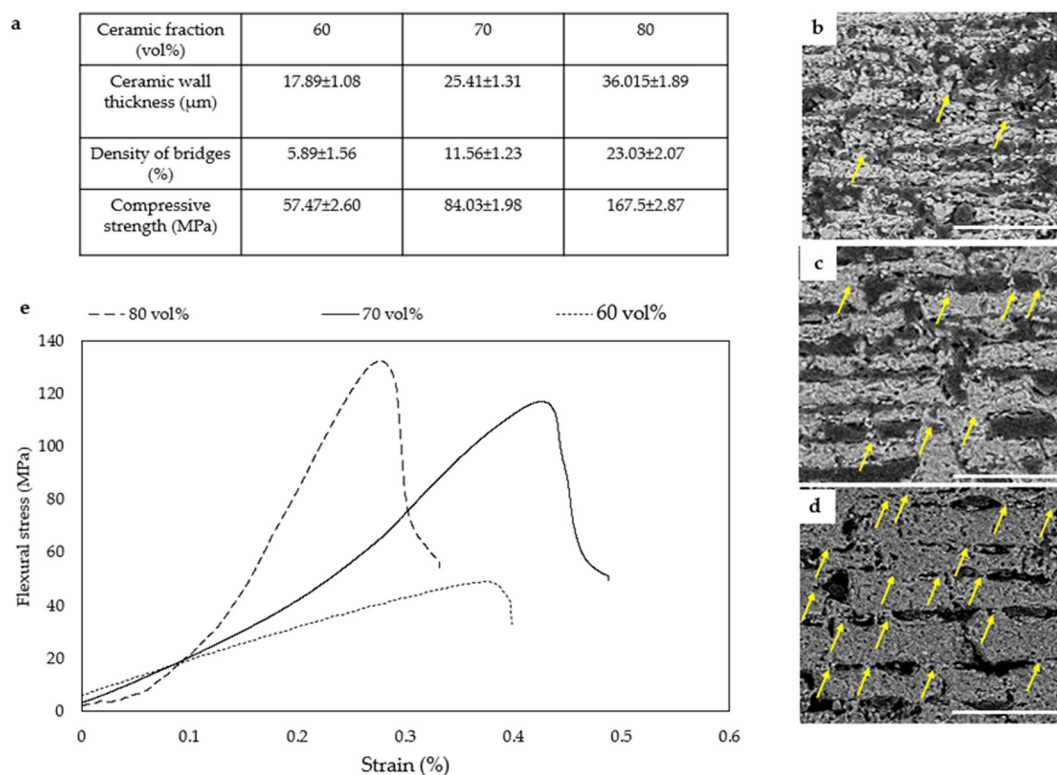 a
Ceramic fraction (vol%) 60 70 80
Ceramic wall thickness (µm) 17.89±1.08 25.41±1.31 36.015±1.89
Density of bridges (%) 5.89±1.56 11.56±1.23 23.03±2.07
Compressive strength (MPa) 57.47±2.60 84.03±1.98 167.5±2.87
b
c
d
e
80 vol% 70 vol% 60 vol%
Flexural stress (MPa)
140
120
100
80
60
40
20
0
0 0.1 0.2 0.3 0.4 0.5 0.6
Strain (%)